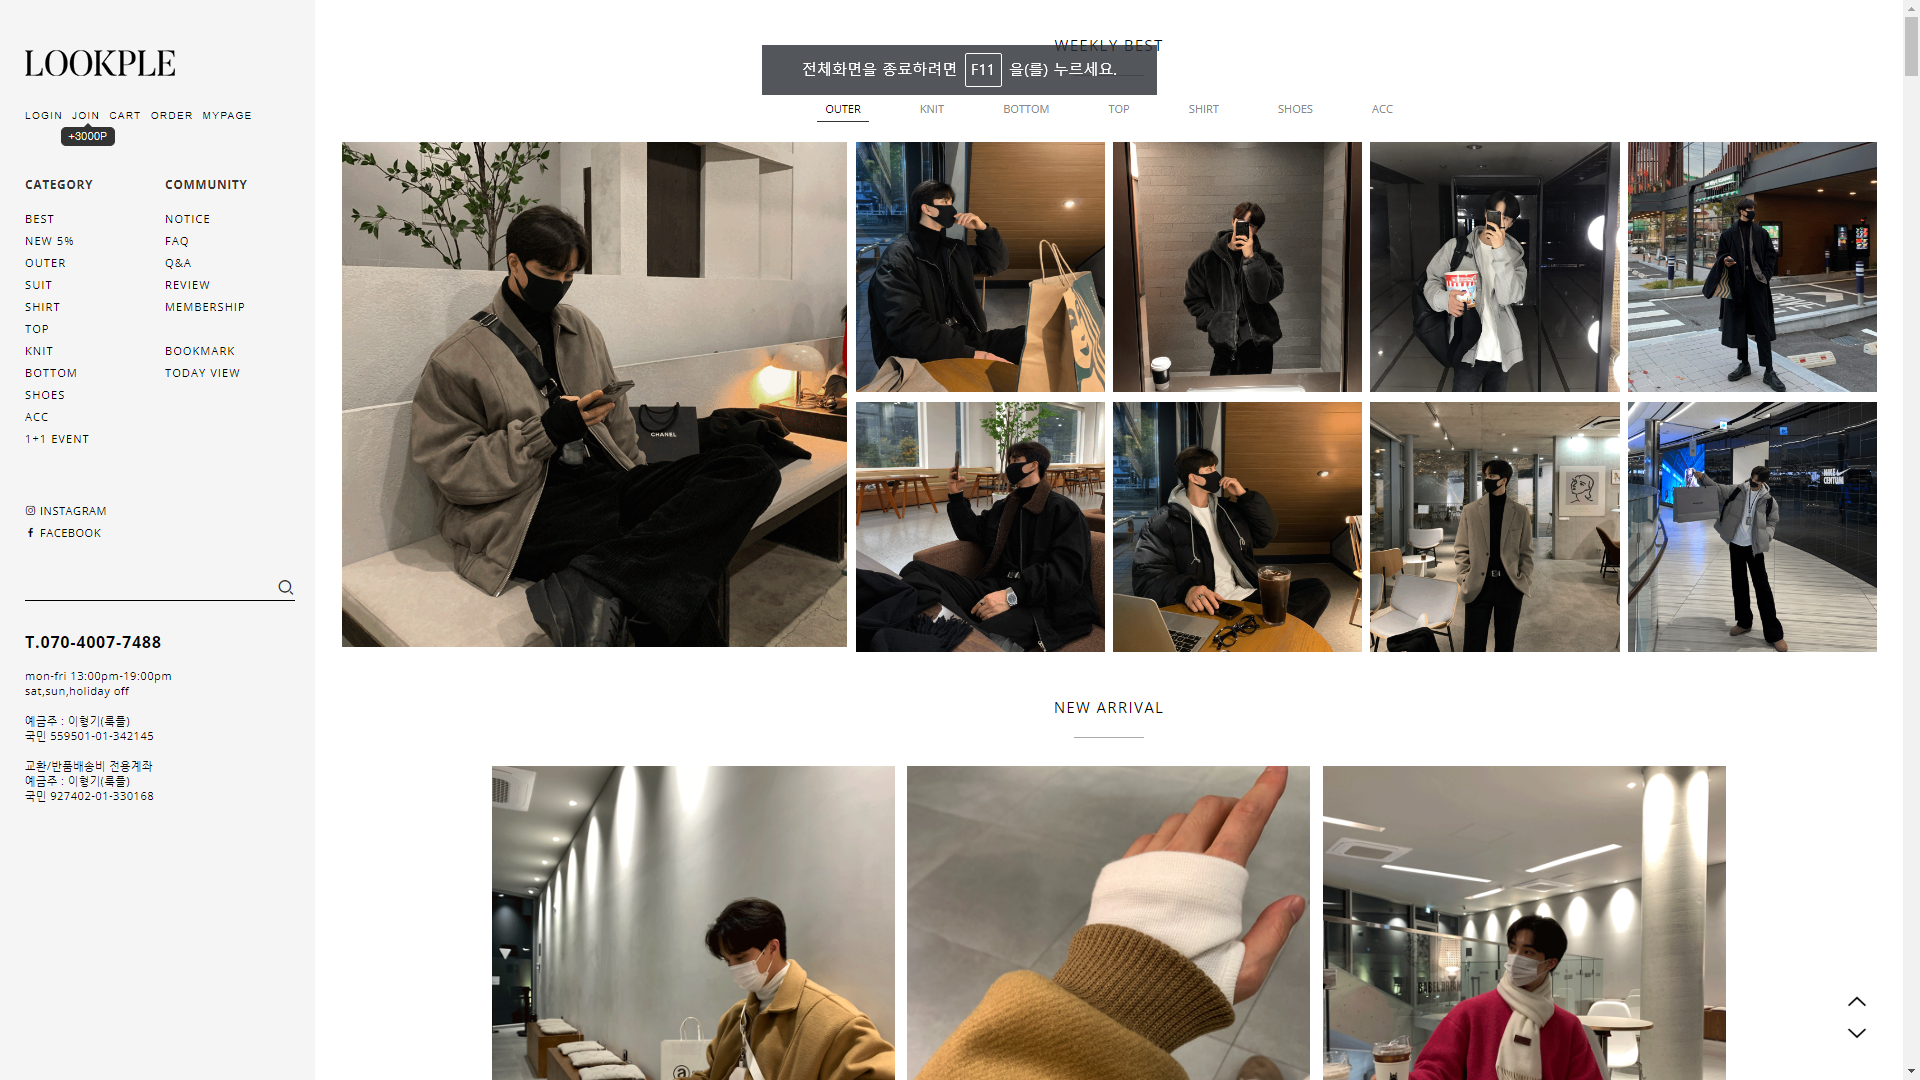 LOOKPLE
LOGIN JOIN CART ORDER MYPAGE
+3000P
CATEGORY
BEST
NEW 5%
OUTER
SUIT
SHIRT
TOP
KNIT
BOTTOM
SHOES
ACC
1+1 EVENT
COMMUNITY
NOTICE
FAQ
Q&A
REVIEW
MEMBERSHIP
BOOKMARK
TODAY VIEW
INSTAGRAM
FACEBOOK
T.070-4007-7488
mon-fri 13:00pm-19:00pm
sat,sun,holiday off
예금주 : 이형기(룩플)
국민 559501-01-342145
교환/반품배송비 전용계좌
예금주 : 이형기(룩플)
국민 927402-01-330168
WEEKLY BEST
전체화면을 종료하려면 F11 을(를) 누르세요.
OUTER KNIT BOTTOM TOP SHIRT SHOES ACC
CHANEL
NIKE
CENTUM
NEW ARRIVAL